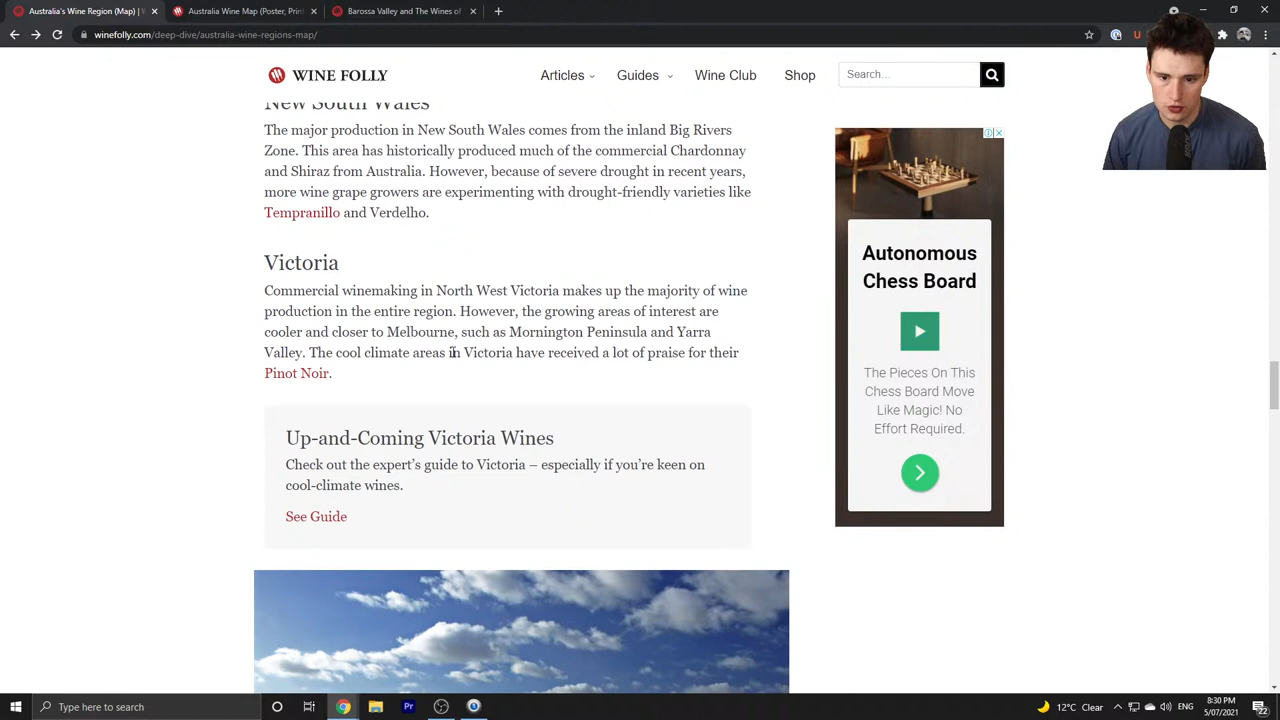 Australia's Wine Region (Map) |
Australia Wine Map (Poster, Print
Barossa Valley and The Wines of
winefolly.com/deep-dive/australia-wine-regions-map/
WINE FOLLY
Articles
Guides
Wine Club
Shop
Search...
New South Wales
The major production in New South Wales comes from the inland Big Rivers
Zone. This area has historically produced much of the commercial Chardonnay
and Shiraz from Australia. However, because of severe drought in recent years,
more wine grape growers are experimenting with drought-friendly varieties like
Tempranillo and Verdelho.
Victoria
Commercial winemaking in North West Victoria makes up the majority of wine
production in the entire region. However, the growing areas of interest are
cooler and closer to Melbourne, such as Mornington Peninsula and Yarra
Valley. The cool climate areas in Victoria have received a lot of praise for their
Pinot Noir.
Up-and-Coming Victoria Wines
Check out the expert's guide to Victoria – especially if you're keen on
cool-climate wines.
See Guide
Autonomous
Chess Board
The Pieces On This
Chess Board Move
Like Magic! No
Effort Required.
Type here to search
Pr
12°C Clear
ENG
8:30 PM
5/07/2021
22